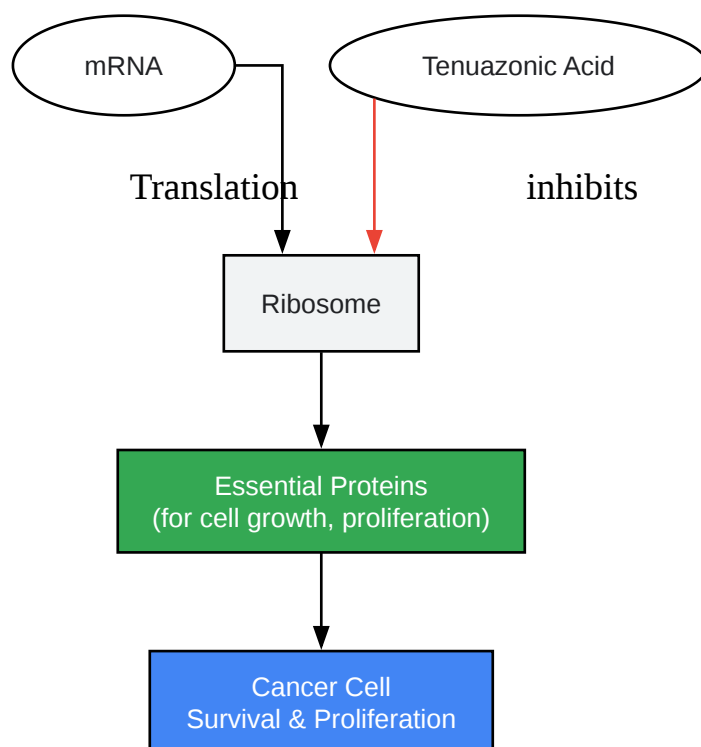 mRNA
Tenuazonic Acid
Translation
inhibits
Ribosome
Essential Proteins
(for cell growth, proliferation)
Cancer Cell
Survival & Proliferation